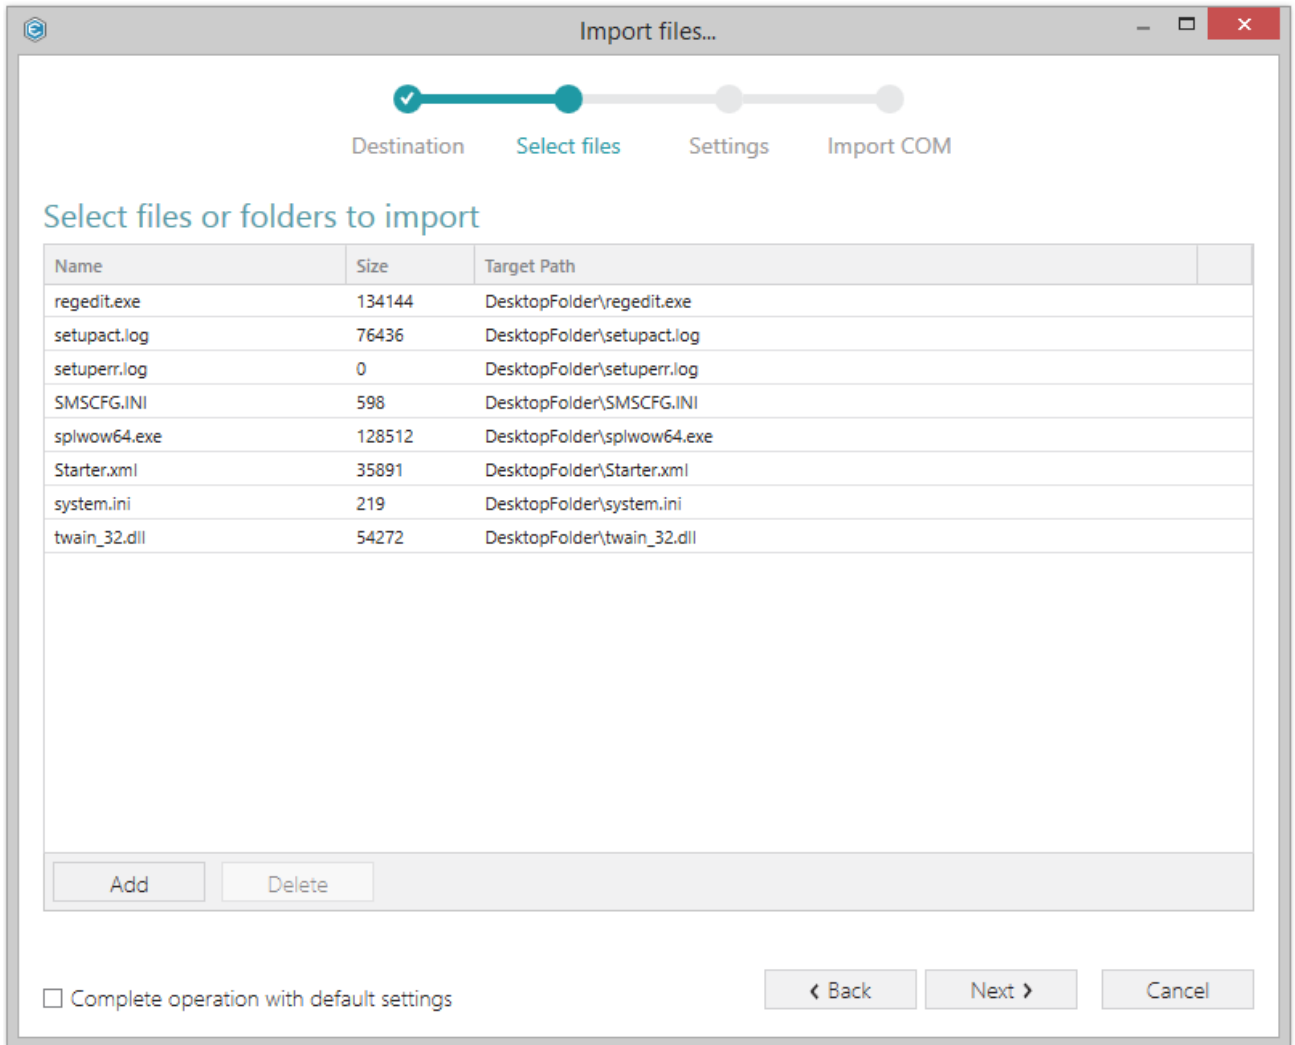 Import files...
Destination Select files Settings Import COM
Select files or folders to import
Name Size Target Path
regedit.exe 134144 DesktopFolder\regedit.exe
setupact.log 76436 DesktopFolder\setupact.log
setuperr.log 0 DesktopFolder\setuperr.log
SMSCFG.INI 598 DesktopFolder\SMSCFG.INI
splwow64.exe 128512 DesktopFolder\splwow64.exe
Starter.xml 35891 DesktopFolder\Starter.xml
system.ini 219 DesktopFolder\system.ini
twain_32.dll 54272 DesktopFolder\twain_32.dll
Add Delete
Complete operation with default settings Back Next Cancel